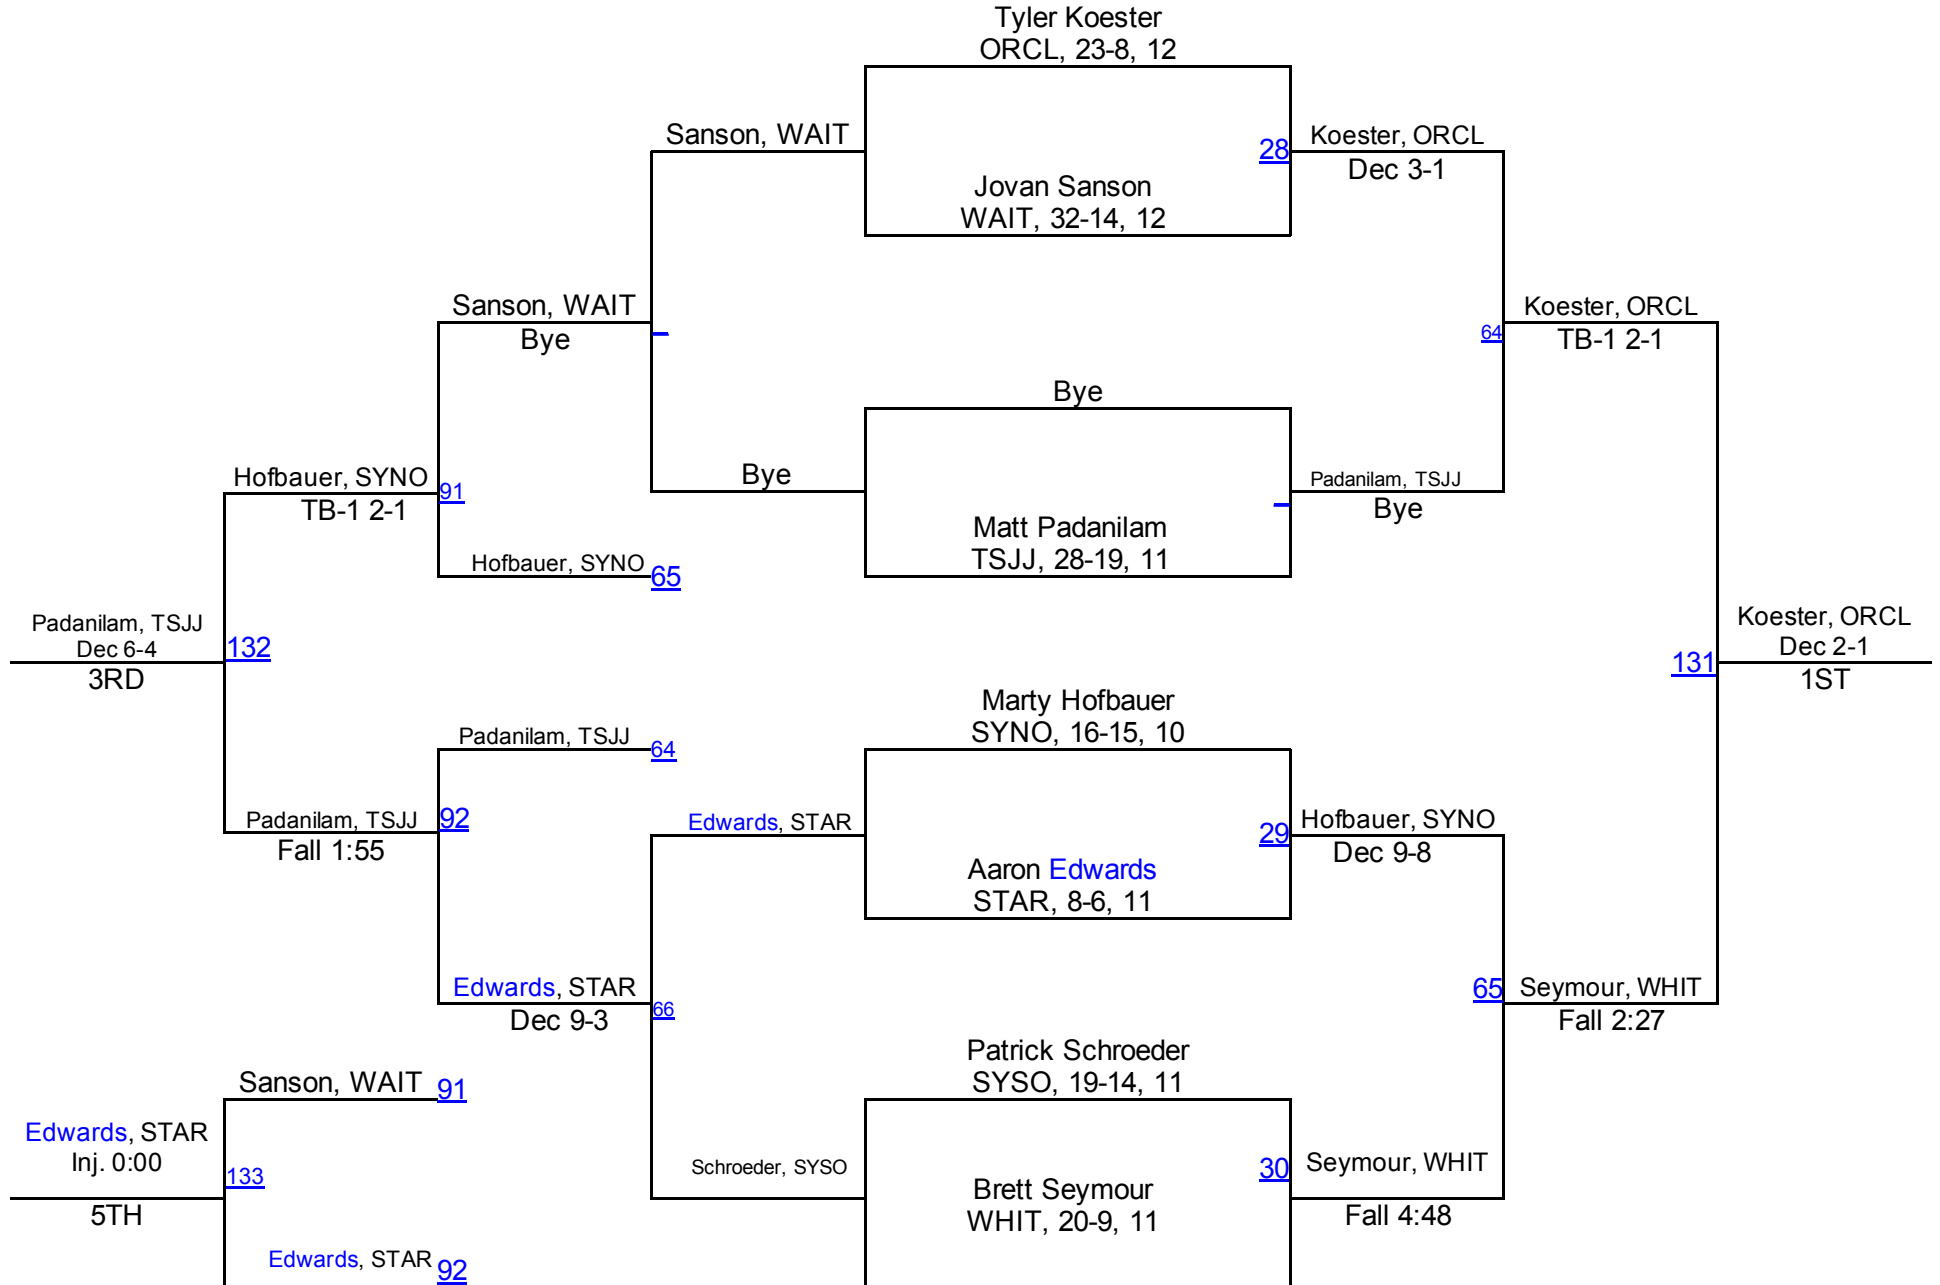 Tyler Koester
ORCL, 23-8, 12
Sanson, WAIT
28
Koester, ORCL
Dec 3-1
Jovan Sanson
WAIT, 32-14, 12
Sanson, WAIT
Bye
Koester, ORCL
64
TB-1 2-1
Bye
Hofbauer, SYNO
91
TB-1 2-1
Bye
Padanilam, TSJJ
Bye
Matt Padanilam
TSJJ, 28-19, 11
Hofbauer, SYNO
65
Padanilam, TSJJ
Dec 6-4
132
3RD
Koester, ORCL
131
Dec 2-1
1ST
Marty Hofbauer
SYNO, 16-15, 10
Padanilam, TSJJ
64
Padanilam, TSJJ
92
Fall 1:55
Edwards, STAR
29
Hofbauer, SYNO
Dec 9-8
Aaron Edwards
STAR, 8-6, 11
Edwards, STAR
66
Dec 9-3
65
Seymour, WHIT
Fall 2:27
Patrick Schroeder
SYSO, 19-14, 11
Sanson, WAIT
91
Edwards, STAR
Inj. 0:00
133
5TH
Schroeder, SYSO
30
Seymour, WHIT
Fall 4:48
Brett Seymour
WHIT, 20-9, 11
Edwards, STAR
92